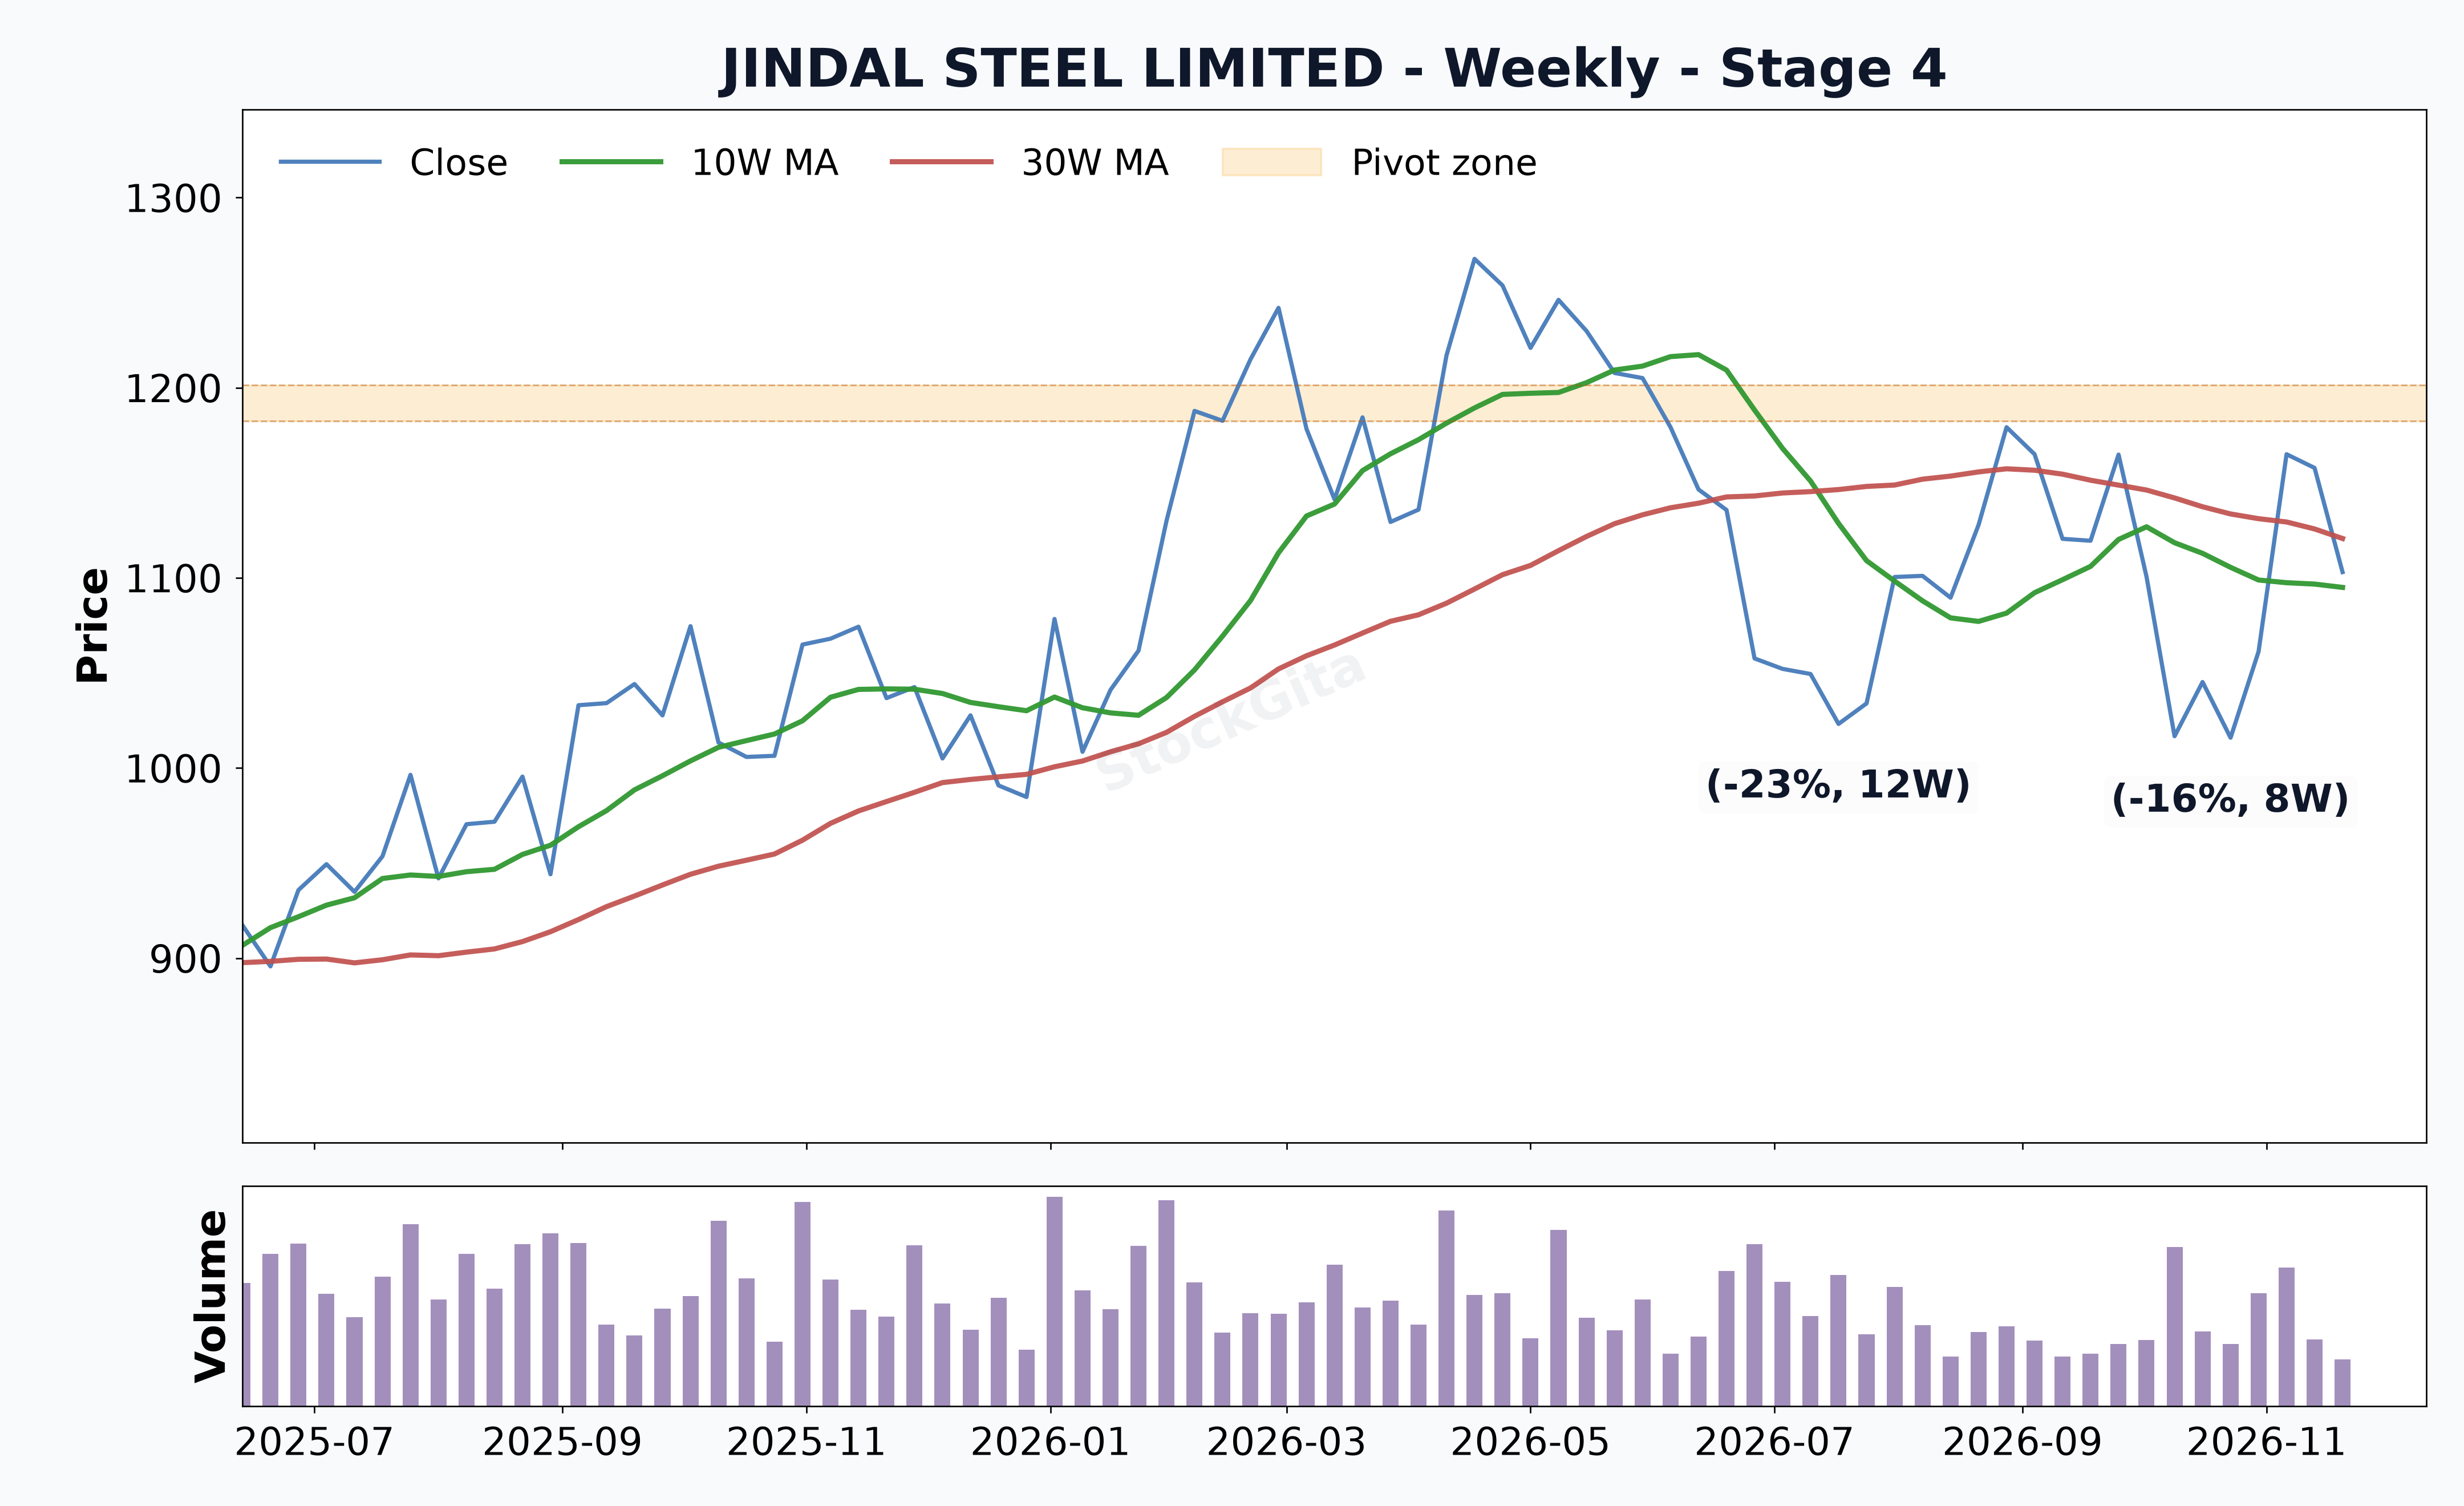 JINDAL STEEL LIMITED - Weekly - Stage 4
Close 10W MA 30W MA Pivot zone
1300
1200
1100
1000
900
Price
StockGita
(-23%, 12W)
(-16%, 8W)
Volume
2025-07 2025-09 2025-11 2026-01 2026-03 2026-05 2026-07 2026-09 2026-11